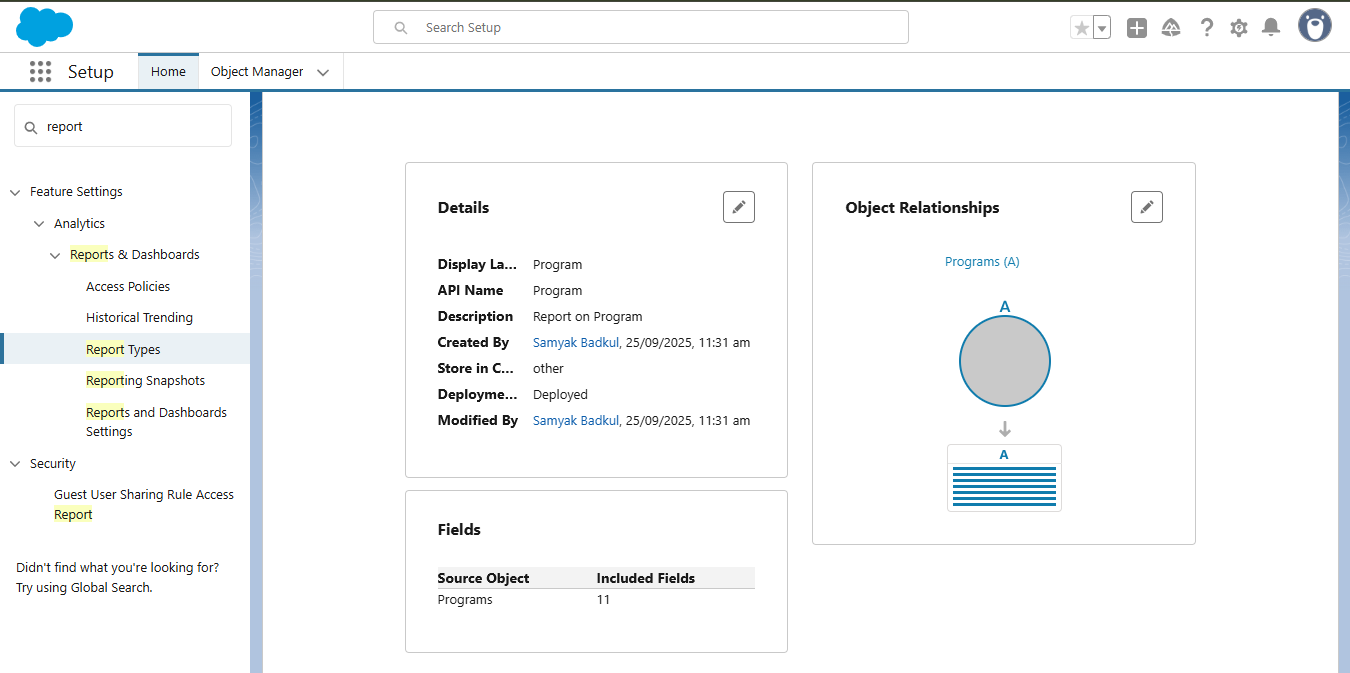 Search Setup
Setup
Home
Object Manager
report
Feature Settings
Analytics
Reports & Dashboards
Access Policies
Historical Trending
Report Types
Reporting Snapshots
Reports and Dashboards
Settings
Security
Guest User Sharing Rule Access
Report
Didn't find what you're looking for?
Try using Global Search.
Details
Display La... Program
API Name Program
Description Report on Program
Created By Samyak Badkul, 25/09/2025, 11:31 am
Store in C... other
Deployme... Deployed
Modified By Samyak Badkul, 25/09/2025, 11:31 am
Fields
Source Object Included Fields
Programs 11
Object Relationships
Programs (A)
A
A